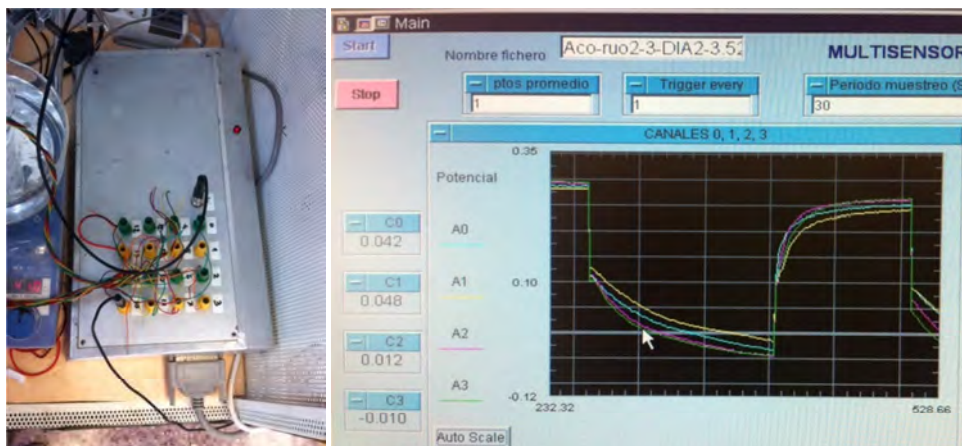 Main
Start
Nombre fichero
Aco-ruo2-3-DIA2-3.52
MULTISENSOR
Stop
ptos promedio
1
Trigger every
1
Periodo muestreo (S
30
CANALES 0, 1, 2, 3
0.35
Potencial
C0
0.042
A0
C1
0.048
A1
0.10
C2
0.012
A2
C3
-0.010
A3
-0.12
232.32
528.66
Auto Scale